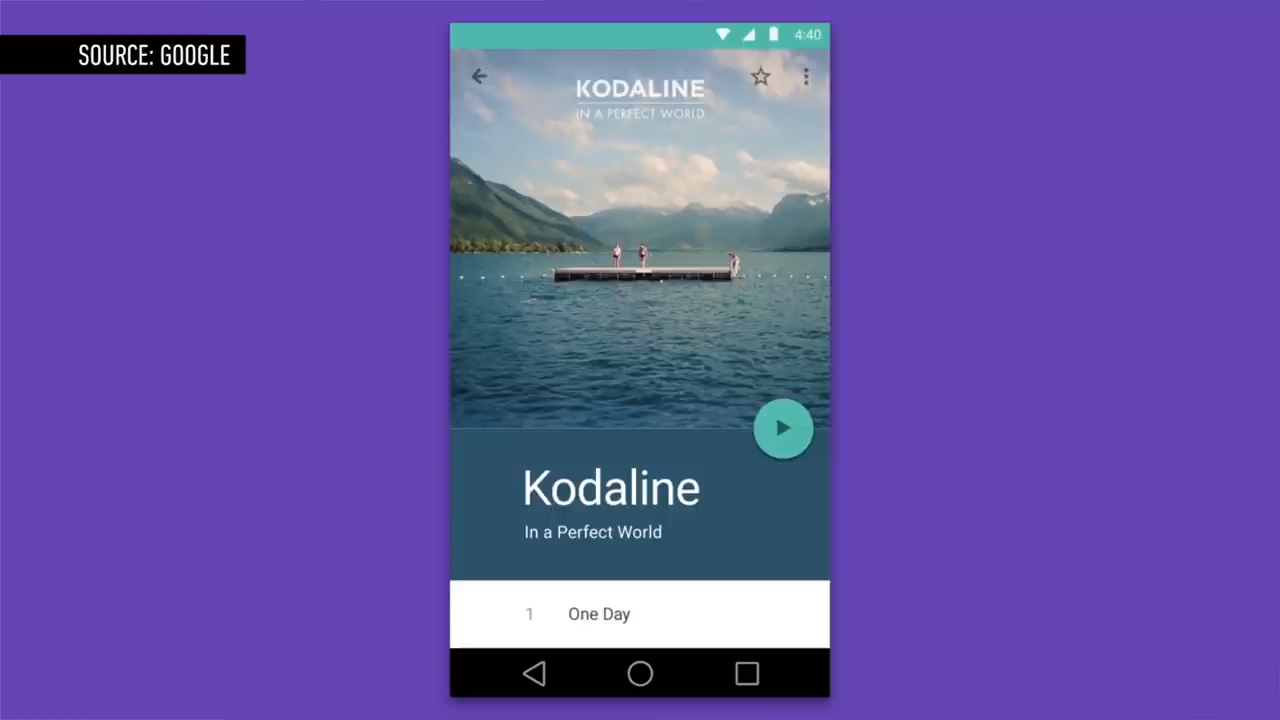 SOURCE: GOOGLE
4:40
KODALINE
IN A PERFECT WORLD
Kodaline
In a Perfect World
1 One Day